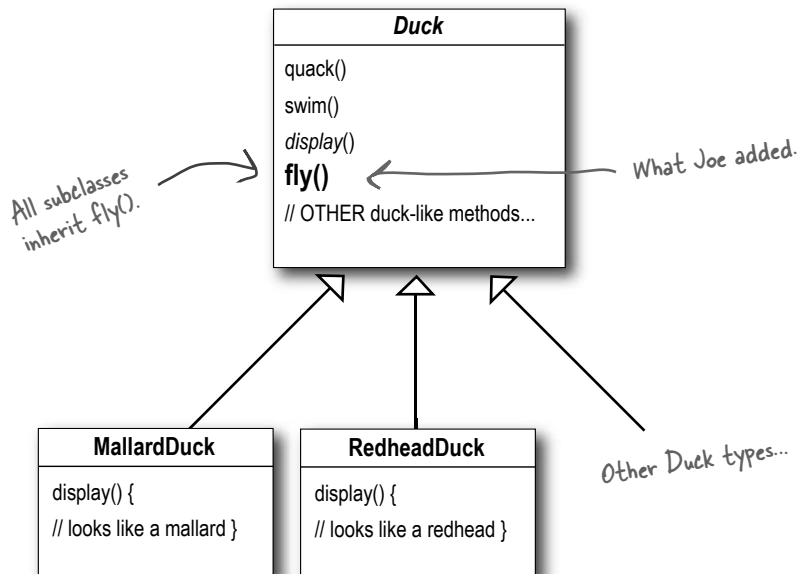 Duck
quack()
swim()
display()
fly()
// OTHER duck-like methods...
All subclasses
inherit fly().
What Joe added.
MallardDuck
display() {
// looks like a mallard }
RedheadDuck
display() {
// looks like a redhead }
Other Duck types...